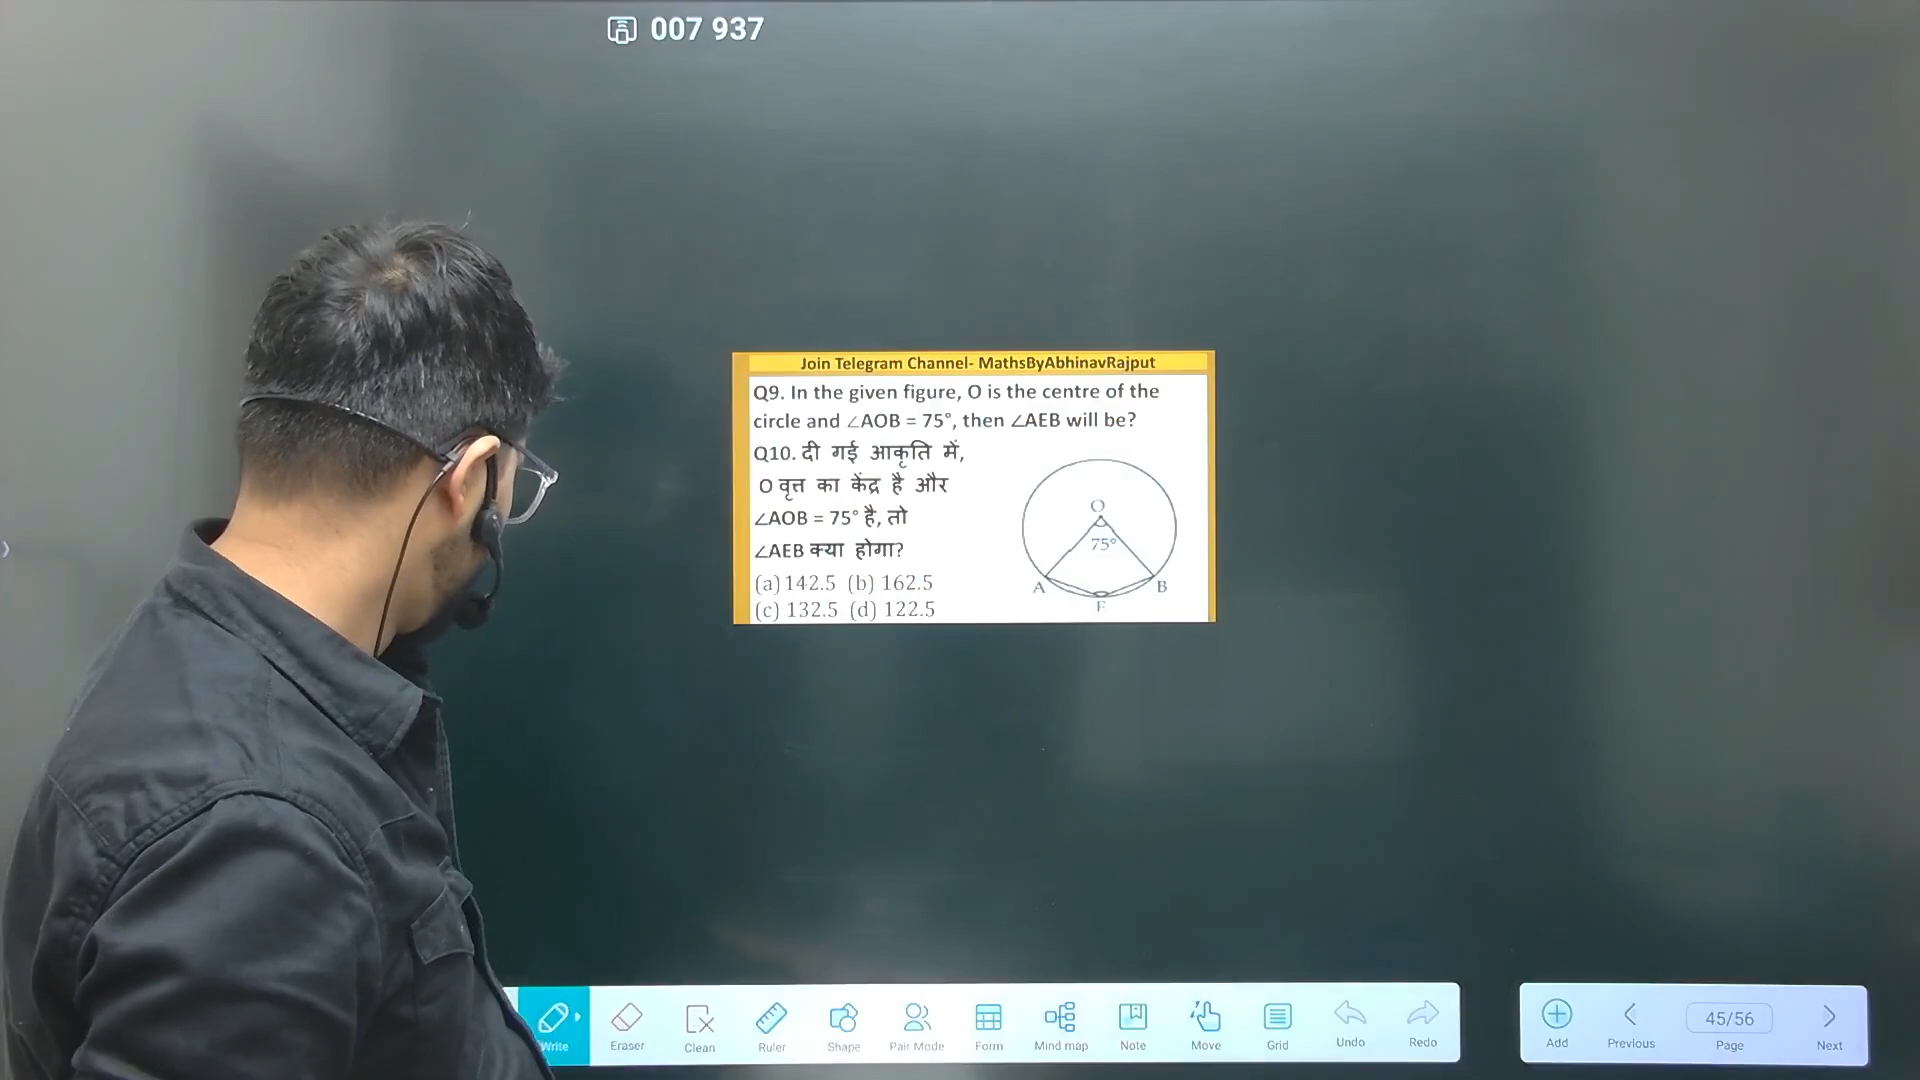 007 937
Join Telegram Channel- MathsByAbhinavRajput
Q9. In the given figure, O is the centre of the
circle and ∠AOB = 75°, then ∠AEB will be?
Q10. दी गई आकृति में,
O वृत्त का केंद्र है और
∠AOB = 75° है, तो
∠AEB क्या होगा?
(a) 142.5 (b) 162.5
(c) 132.5 (d) 122.5
O
75°
A
B
E
Write
Eraser
Clean
Ruler
Shape
Pair Mode
Form
Mind map
Note
Move
Grid
Undo
Redo
Add
Previous
45/56
Page
Next